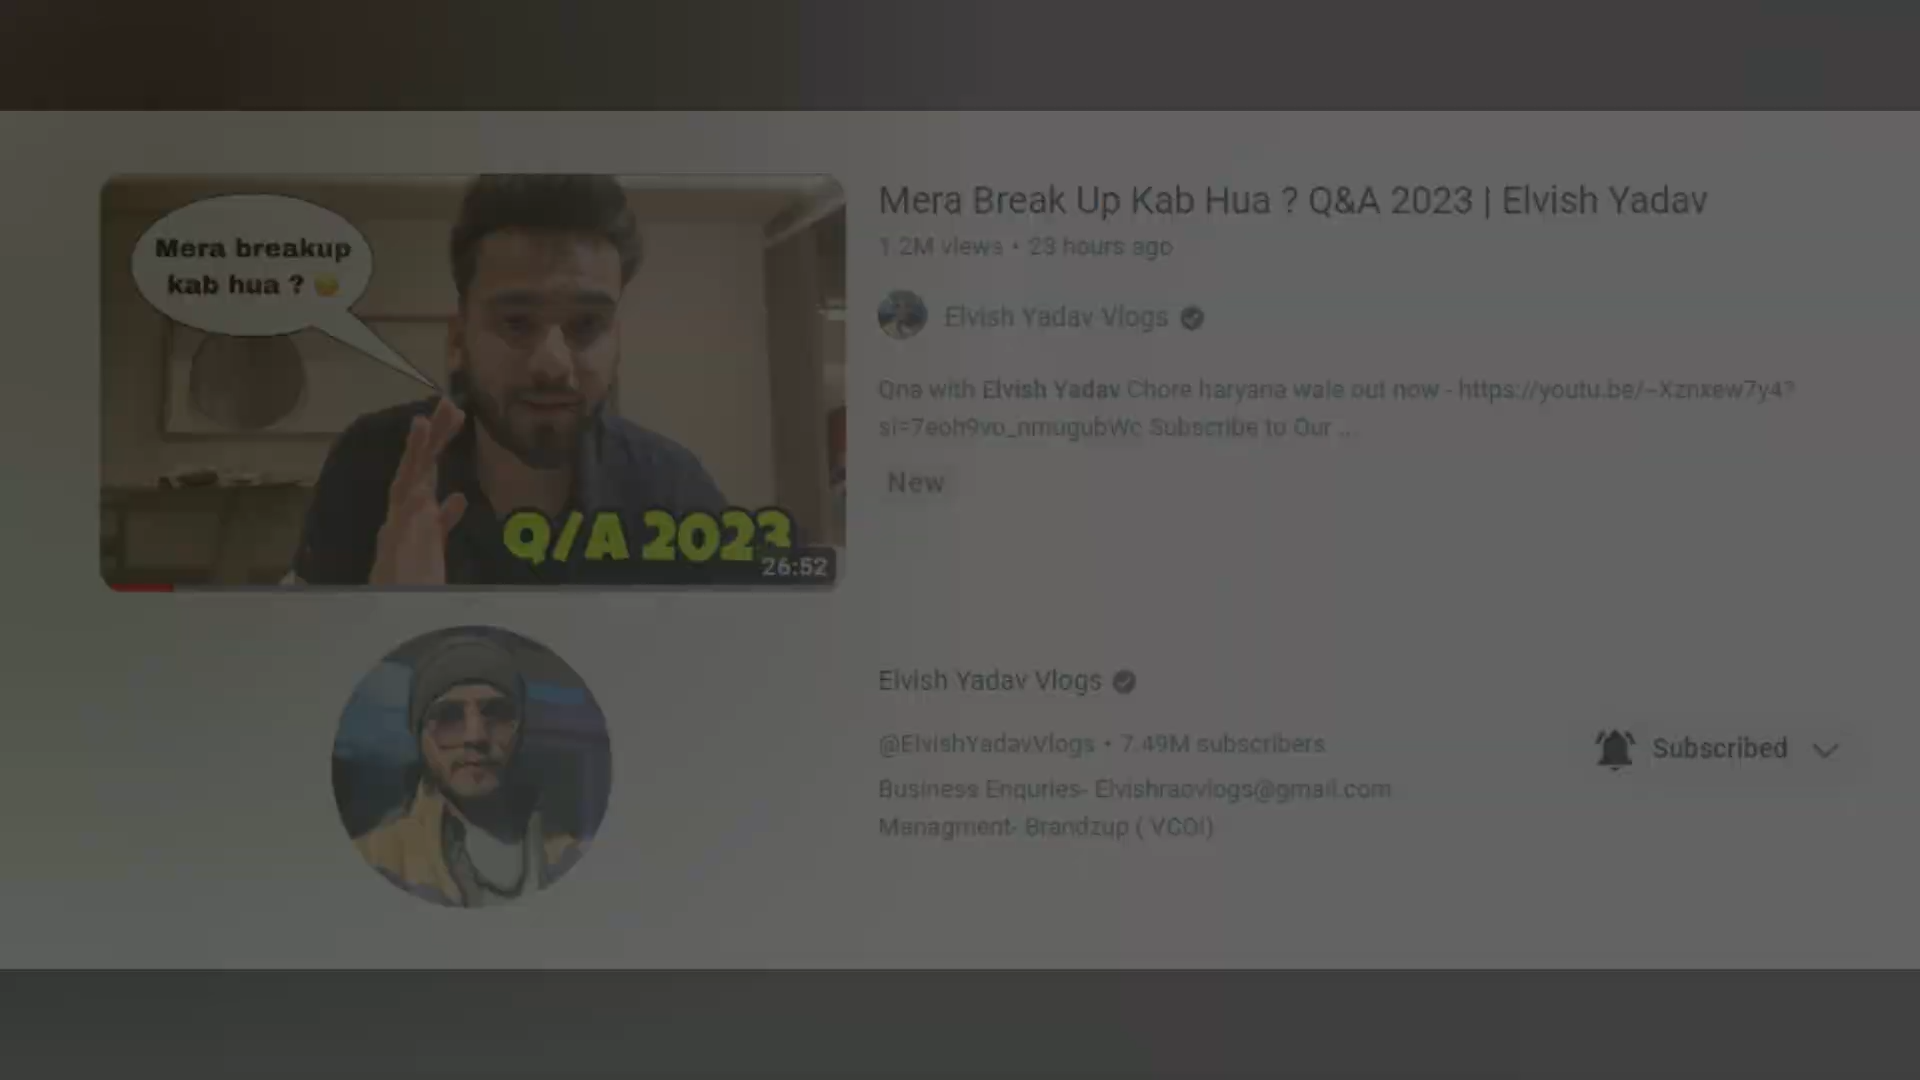 Mera breakup
kab hua ?
Q/A 2023
26:52
Mera Break Up Kab Hua ? Q&A 2023 | Elvish Yadav
1.2M views • 23 hours ago
Elvish Yadav Vlogs
Qna with Elvish Yadav Chore haryana wale out now - https://youtu.be/-Xznxew7y4?
si=7eoh9vo_nmugubWc Subscribe to Our ...
New
Elvish Yadav Vlogs
@ElvishYadavVlogs • 7.49M subscribers
Business Enquries- Elvishraovlogs@gmail.com
Managment- Brandzup ( VCOI)
Subscribed